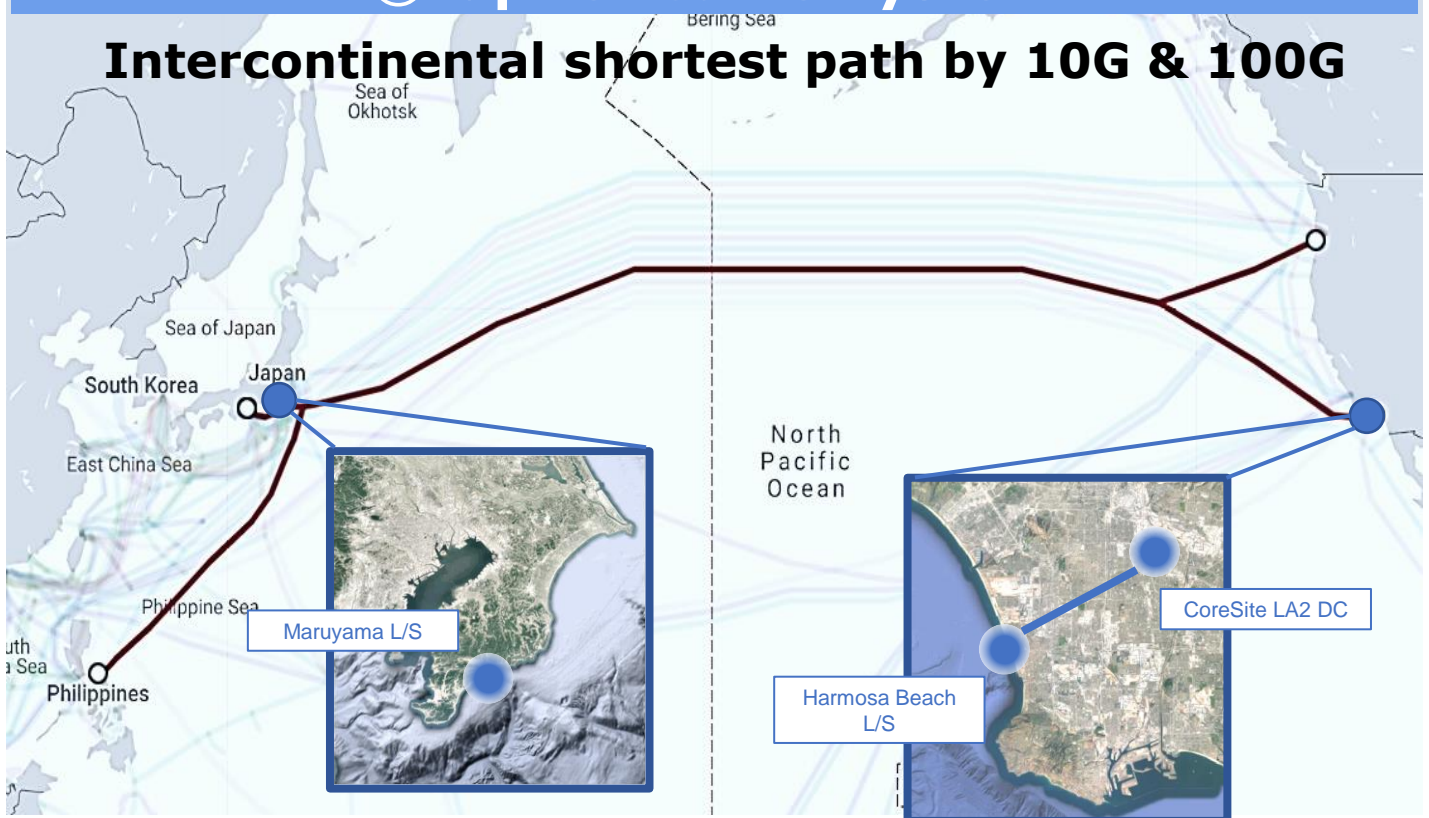 Bering Sea
Intercontinental shortest path by 10G & 100G
Sea of
Okhotsk
Sea of Japan
Japan
South Korea
East China Sea
North
Pacific
Ocean
Philippine Sea
Maruyama L/S
CoreSite LA2 DC
Sea
Philippines
Harmosa Beach
L/S